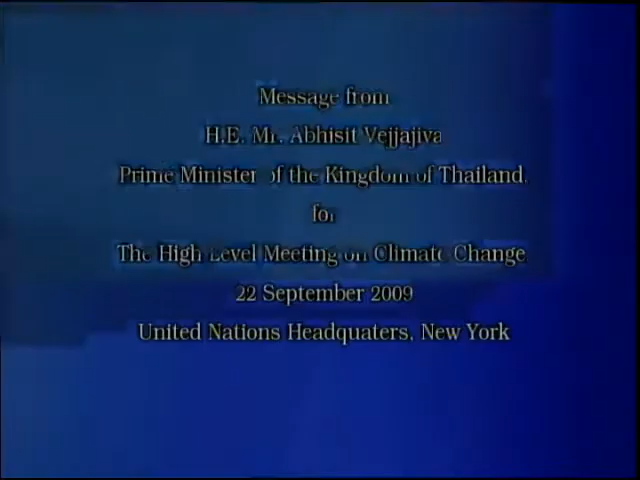 Message from
H.E. Mr. Abhisit Vejjajiva
Prime Minister of the Kingdom of Thailand.
for
The High Level Meeting on Climate Change
22 September 2009
United Nations Headquaters, New York